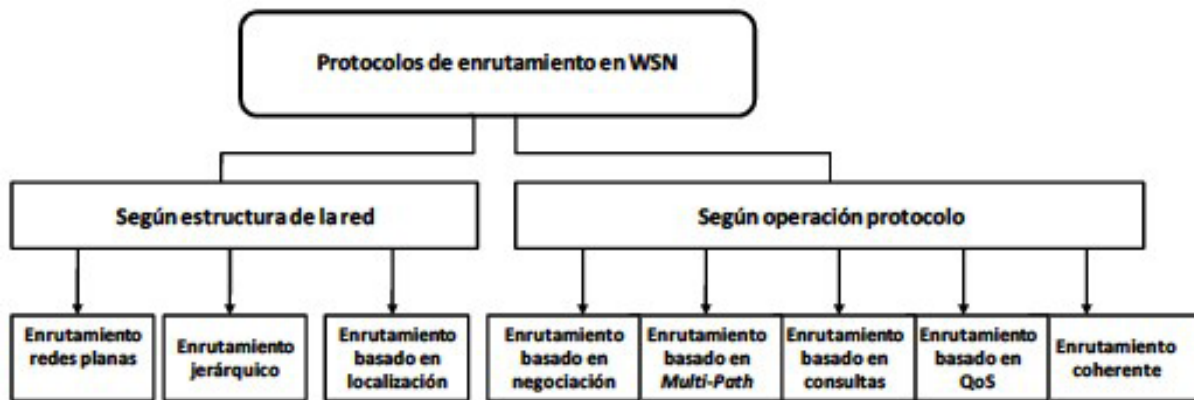 Protocolos de enrutamiento en WSN
Según estructura de la red
Según operación protocolo
Enrutamiento
redes planas
Enrutamiento
jerárquico
Enrutamiento
basado en
localización
Enrutamiento
basado en
negociación
Enrutamiento
basado en
Multi-Path
Enrutamiento
basado en
consultas
Enrutamiento
basado en
QoS
Enrutamiento
coherente